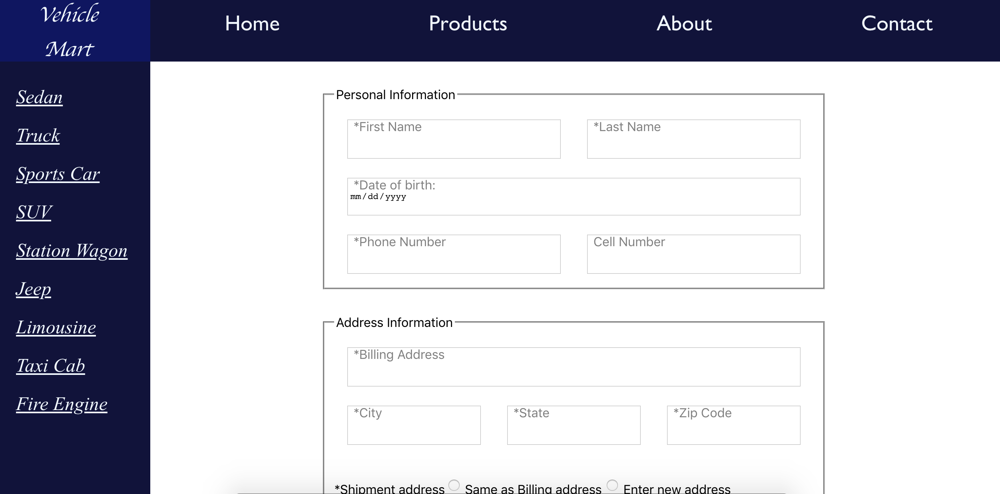 Vehicle
Mart
Home Products About Contact
Sedan
Truck
Sports Car
SUV
Station Wagon
Jeep
Limousine
Taxi Cab
Fire Engine
Personal Information
*First Name *Last Name
*Date of birth:
mm/dd/yyyy
*Phone Number Cell Number
Address Information
*Billing Address
*City *State *Zip Code
*Shipment address Same as Billing address Enter new address